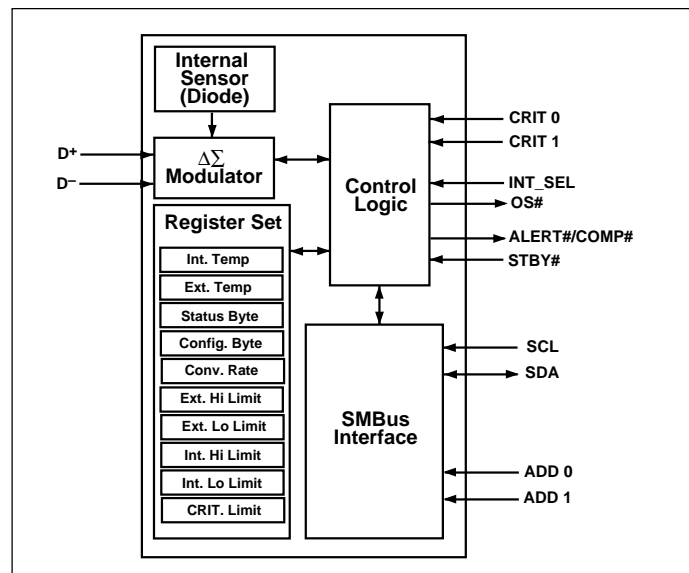 Internal
Sensor
(Diode)
D+
D–
ΔΣ
Modulator
Register Set
Int. Temp
Ext. Temp
Status Byte
Config. Byte
Conv. Rate
Ext. Hi Limit
Ext. Lo Limit
Int. Hi Limit
Int. Lo Limit
CRIT. Limit
Control
Logic
SMBus
Interface
CRIT 0
CRIT 1
INT_SEL
OS#
ALERT#/COMP#
STBY#
SCL
SDA
ADD 0
ADD 1